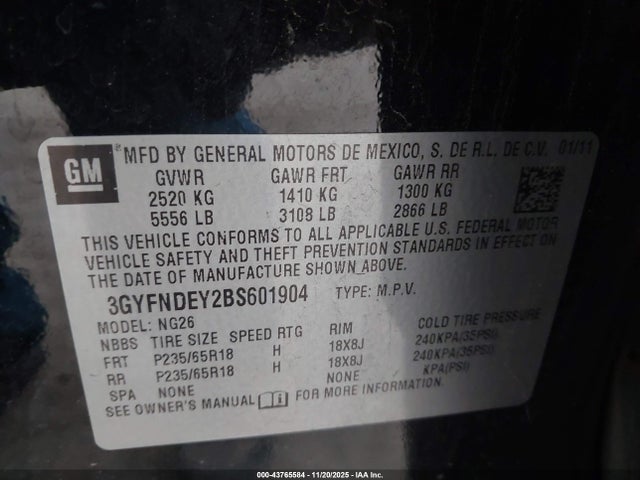 GM
MFD BY GENERAL MOTORS DE MEXICO, S. DE R.L. DE C.V. 01/11
GVWR GAWR FRT GAWR RR
2520 KG 1410 KG 1300 KG
5556 LB 3108 LB 2866 LB
THIS VEHICLE CONFORMS TO ALL APPLICABLE U.S. FEDERAL MOTOR
VEHICLE SAFETY AND THEFT PREVENTION STANDARDS IN EFFECT ON
THE DATE OF MANUFACTURE SHOWN ABOVE.
3GYFNDEY2BS601904 TYPE: M.P.V.
MODEL: NG26
NBBS TIRE SIZE SPEED RTG RIM COLD TIRE PRESSURE
FRT P235/65R18 H 18X8J 240KPA(35PSI)
RR P235/65R18 H 18X8J 240KPA(35PSI)
SPA NONE NONE KPA(PSI)
SEE OWNER'S MANUAL FOR MORE INFORMATION.
000-43765584 - 11/20/2025 - IAA Inc.